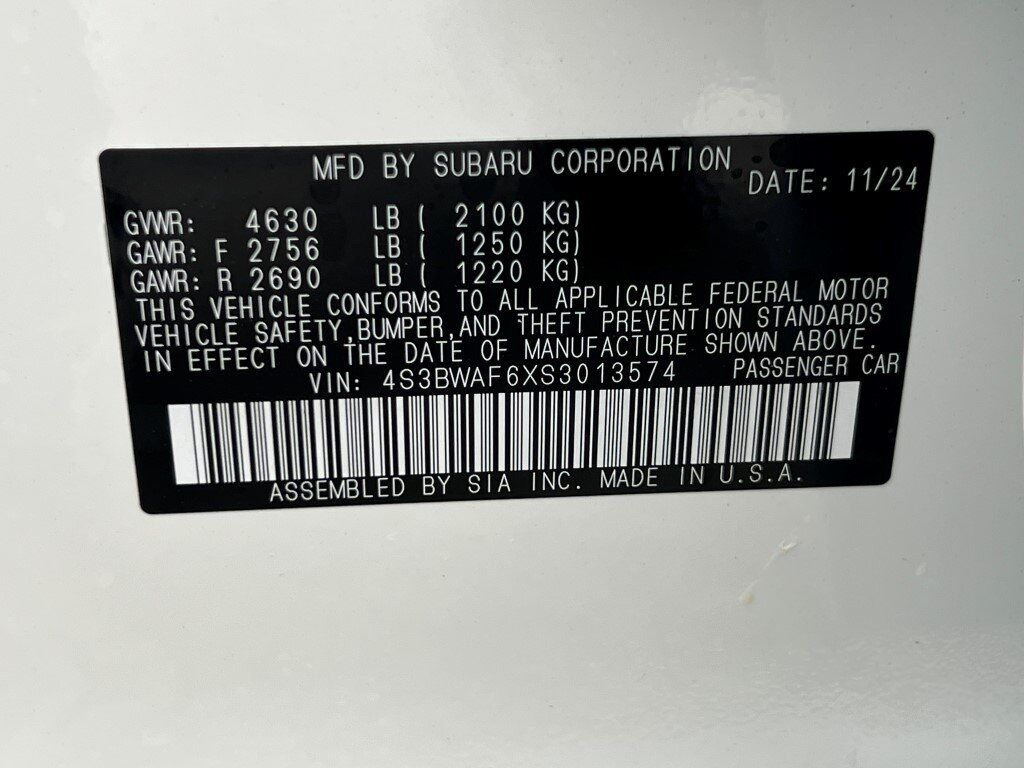 MFD BY SUBARU CORPORATION
DATE: 11/24
GVWR: 4630 LB ( 2100 KG)
GAWR: F 2756 LB ( 1250 KG)
GAWR: R 2690 LB ( 1220 KG)
THIS VEHICLE CONFORMS TO ALL APPLICABLE FEDERAL MOTOR
VEHICLE SAFETY,BUMPER,AND THEFT PREVENTION STANDARDS
IN EFFECT ON THE DATE OF MANUFACTURE SHOWN ABOVE.
VIN: 4S3BWAF6XS3013574 PASSENGER CAR
ASSEMBLED BY SIA INC. MADE IN U.S.A.